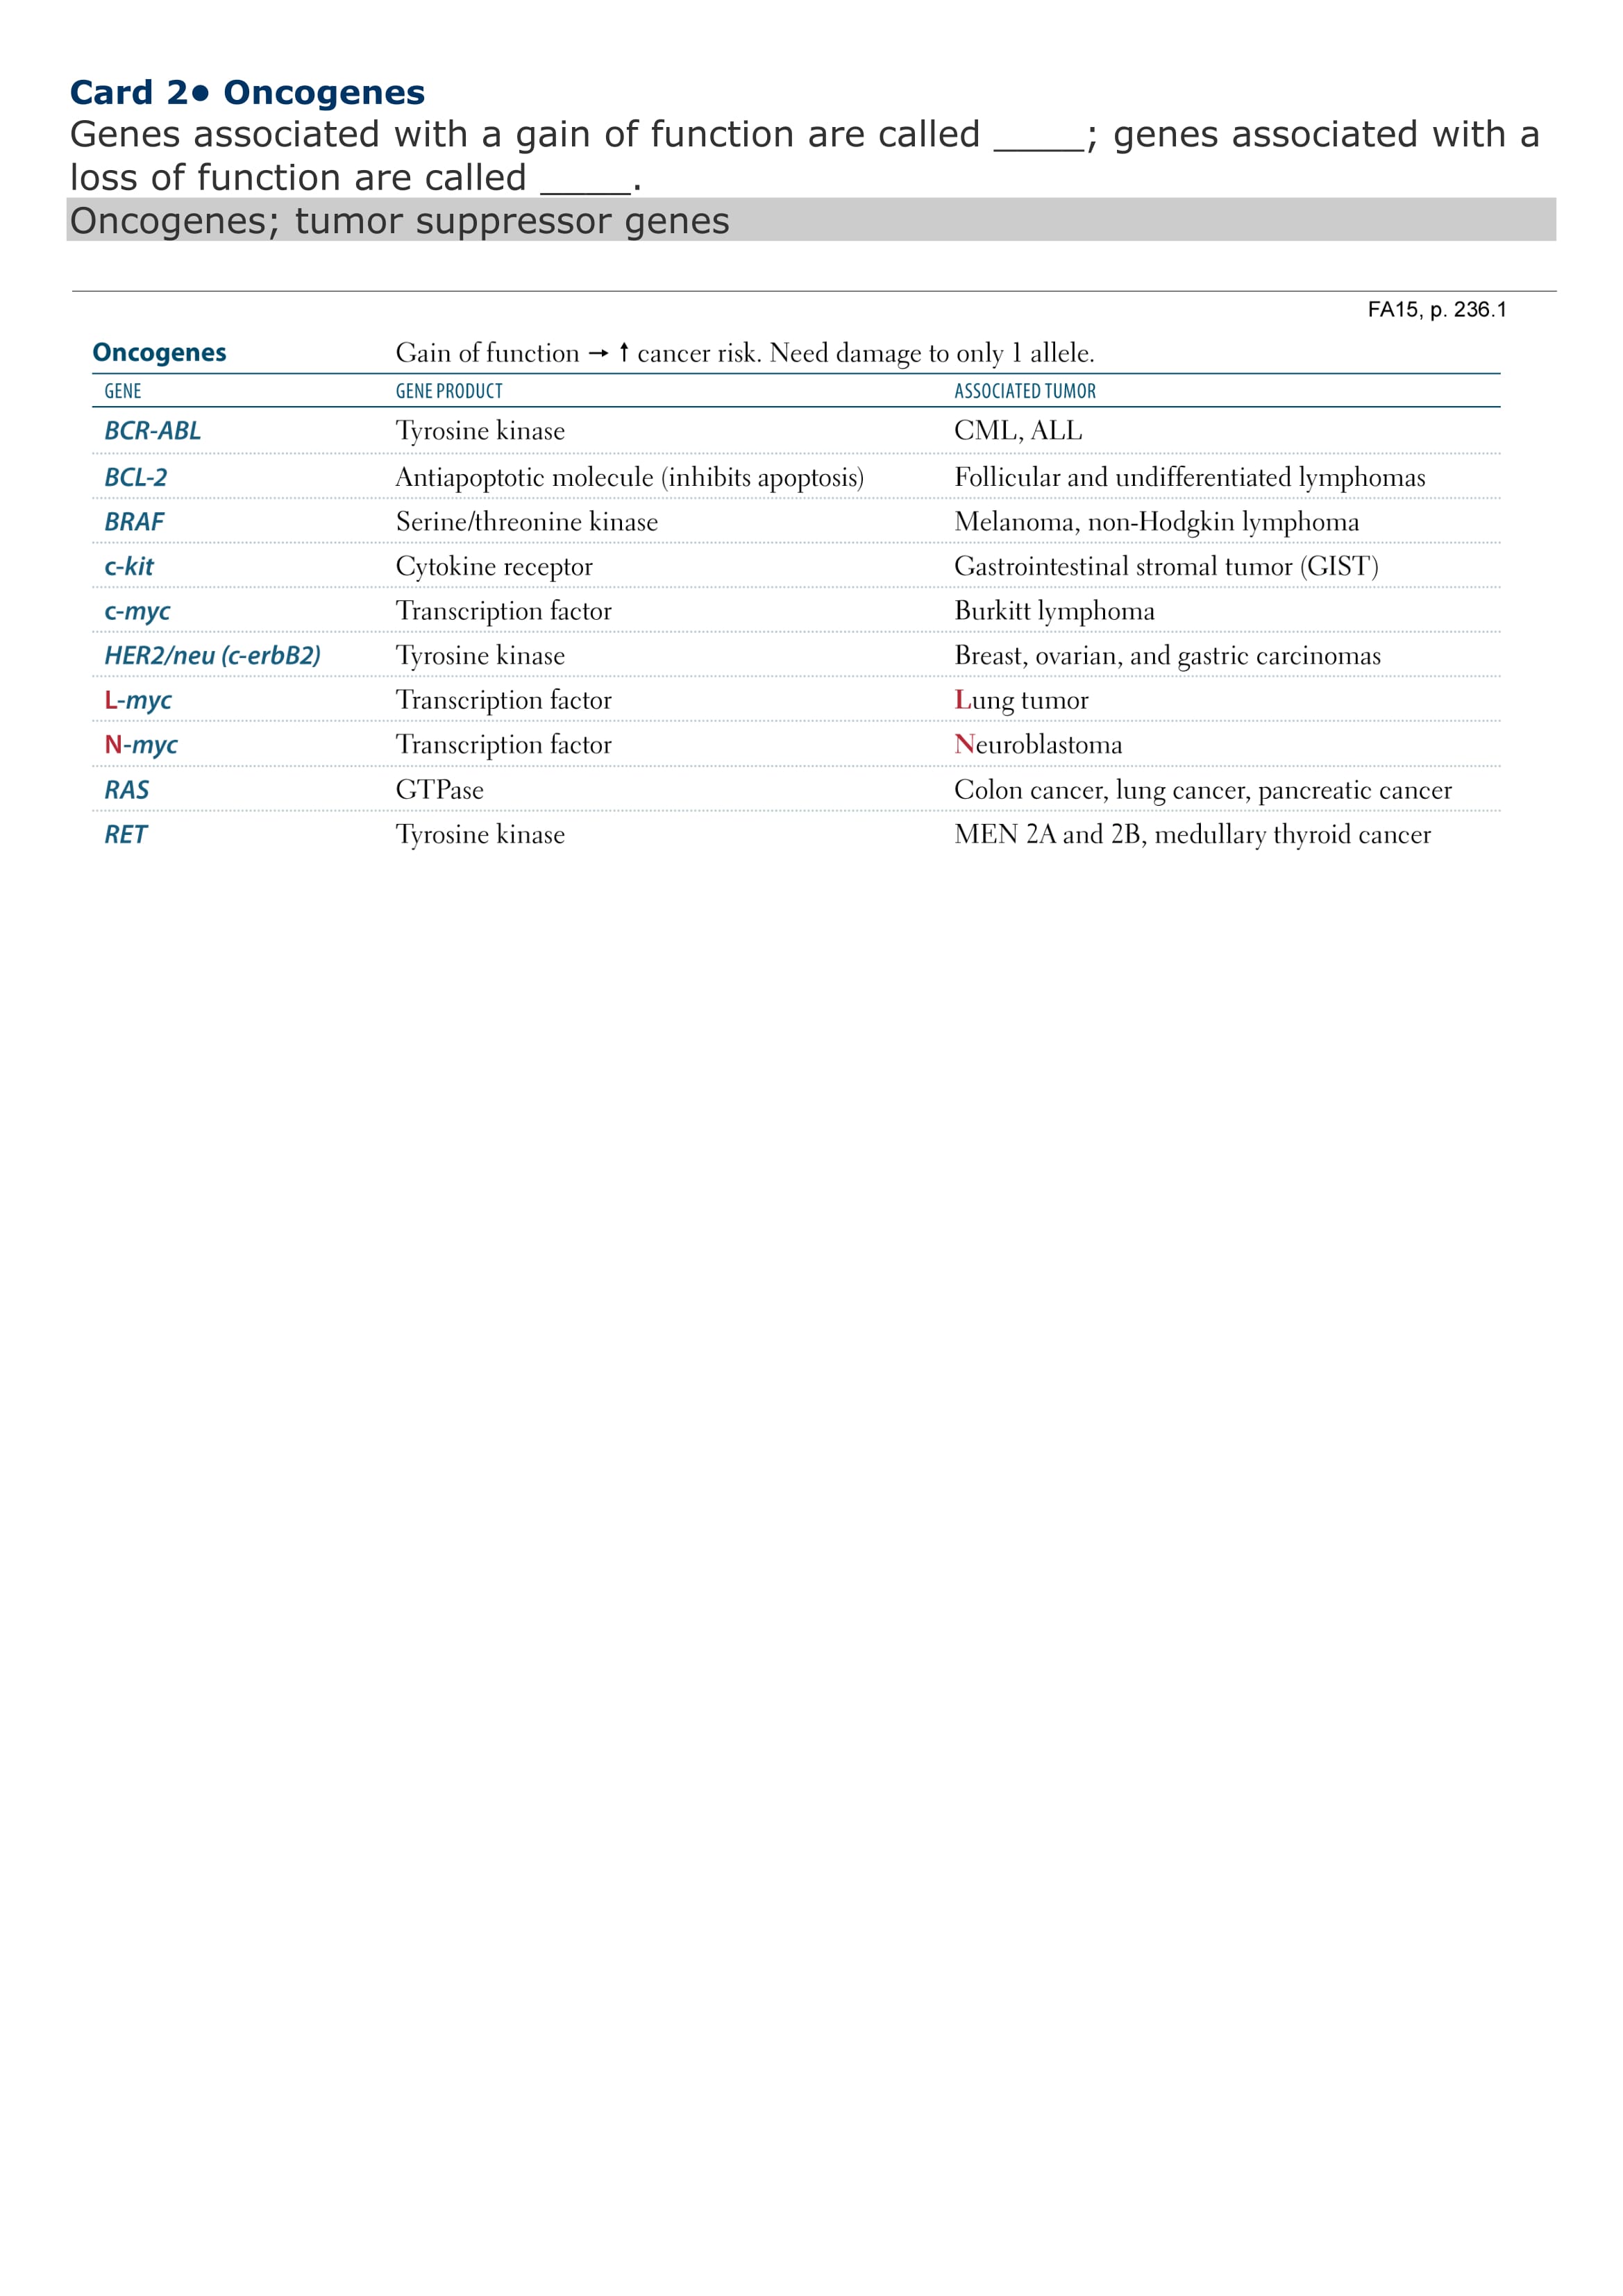 Card 2• Oncogenes
Genes associated with a gain of function are called _____; genes associated with a
loss of function are called _____.
Oncogenes; tumor suppressor genes
FA15, p. 236.1
Oncogenes Gain of function → ↑ cancer risk. Need damage to only 1 allele.
GENE GENE PRODUCT ASSOCIATED TUMOR
BCR-ABL Tyrosine kinase CML, ALL
BCL-2 Antiapoptotic molecule (inhibits apoptosis) Follicular and undifferentiated lymphomas
BRAF Serine/threonine kinase Melanoma, non-Hodgkin lymphoma
c-kit Cytokine receptor Gastrointestinal stromal tumor (GIST)
c-myc Transcription factor Burkitt lymphoma
HER2/neu (c-erbB2) Tyrosine kinase Breast, ovarian, and gastric carcinomas
L-myc Transcription factor Lung tumor
N-myc Transcription factor Neuroblastoma
RAS GTPase Colon cancer, lung cancer, pancreatic cancer
RET Tyrosine kinase MEN 2A and 2B, medullary thyroid cancer